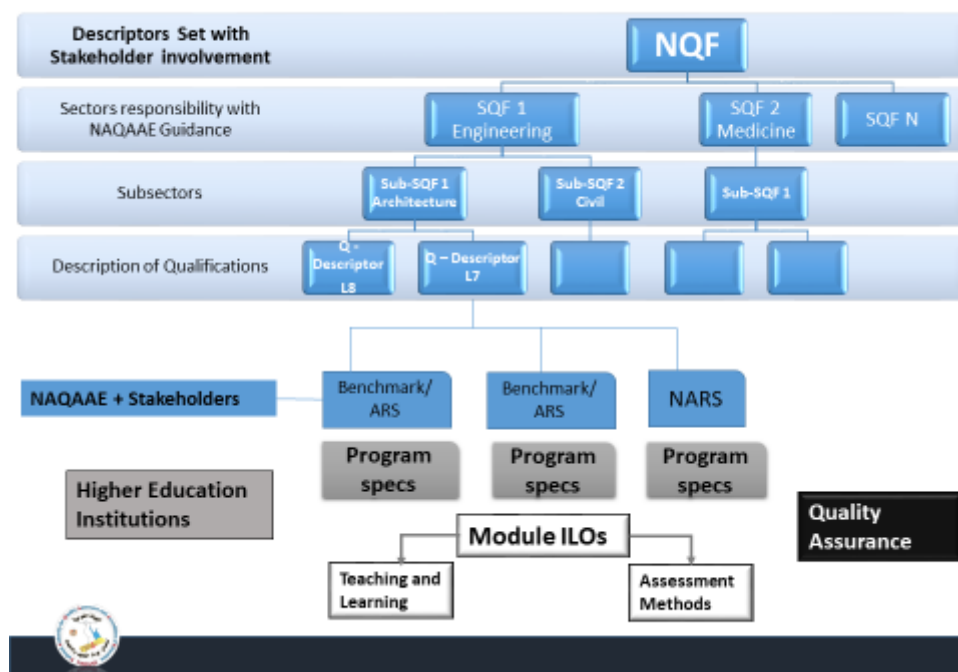 Descriptors Set with
Stakeholder involvement
NQF
Sectors responsibility with
NAQAAE Guidance
SQF 1
Engineering
SQF 2
Medicine
SQF N
Subsectors
Sub-SQF 1
Architecture
Sub-SQF 2
Civil
Sub-SQF 1
Description of Qualifications
Q -
Descriptor
L8
Q – Descriptor
L7
NAQAAE + Stakeholders
Benchmark/
ARS
Benchmark/
ARS
NARS
Program
specs
Program
specs
Program
specs
Higher Education
Institutions
Quality
Assurance
Module ILOs
Teaching and
Learning
Assessment
Methods